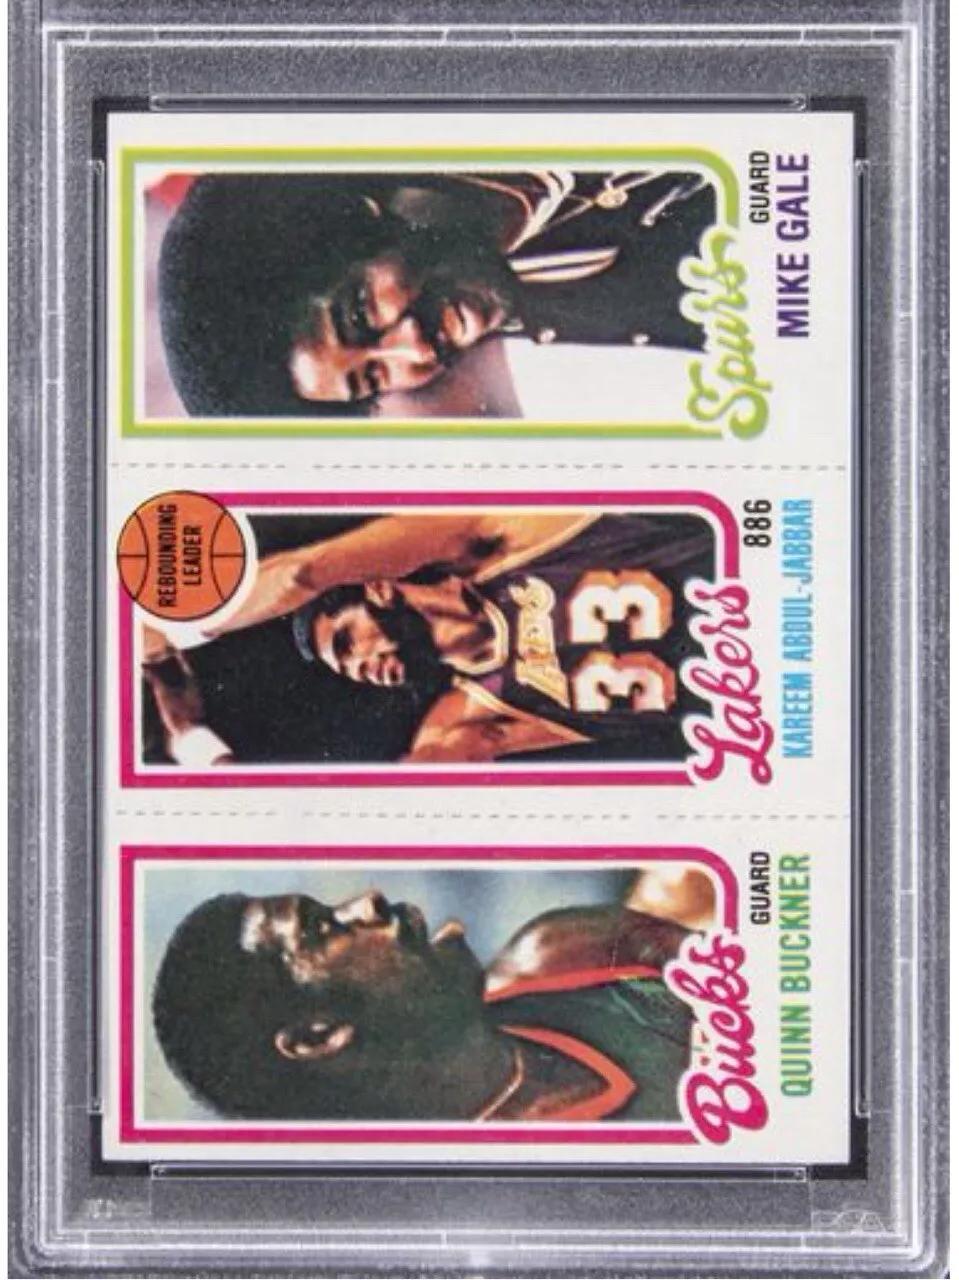 Bucks
GUARD
QUINN BUCKNER
REBOUNDING
LEADER
33
Lakers
886
KAREEM ABDUL-JABBAR
Spurs
GUARD
MIKE GALE